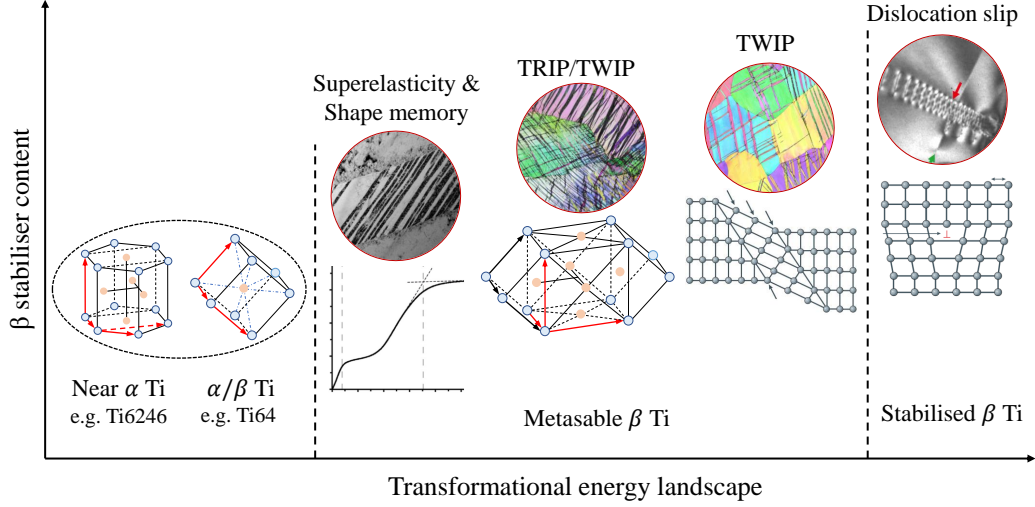 Dislocation slip
TWIP
TRIP/TWIP
Superelasticity &
Shape memory
β stabiliser content
⊥
Near α Ti
e.g. Ti6246
α/β Ti
e.g. Ti64
Metasable β Ti
Stabilised β Ti
Transformational energy landscape